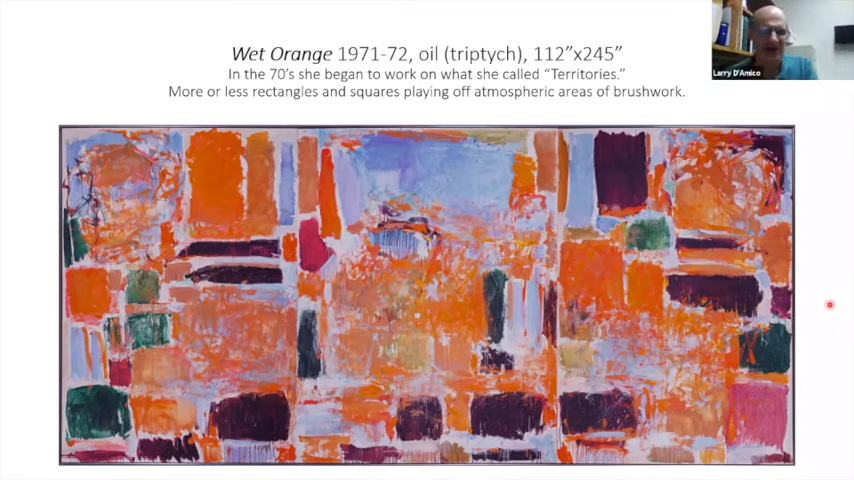 Wet Orange 1971-72, oil (triptych), 112”x245”
In the 70’s she began to work on what she called “Territories.”
More or less rectangles and squares playing off atmospheric areas of brushwork.
Larry D'Amico